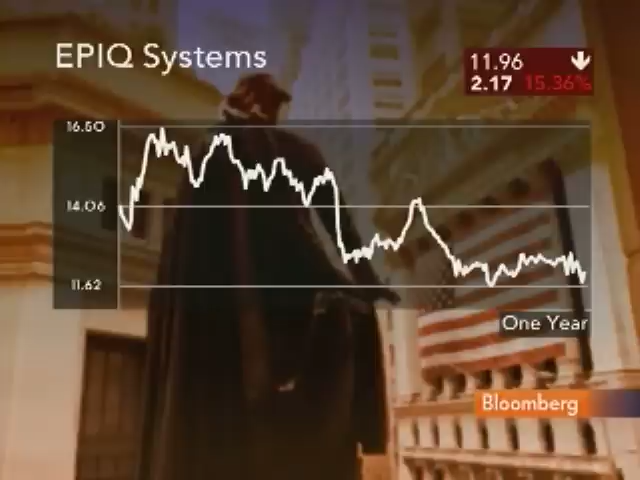 EPIQ Systems
11.96
2.17 15.36%
16.50
14.06
11.62
One Year
Bloomberg